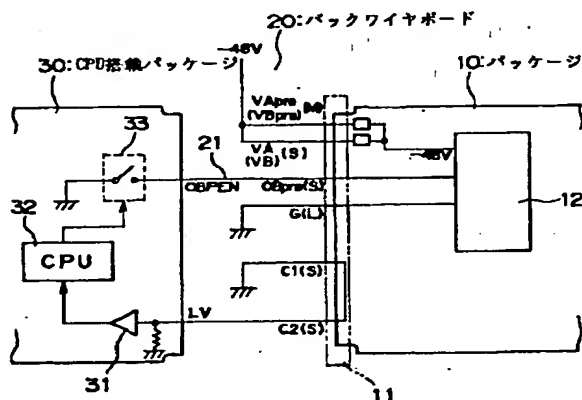 20:バックワイヤボード
-48V
30:CPU搭載パッケージ
10:パッケージ
VApre (M)
(VBpre)
33
VA (S)
(VB)
21
-48V
OBPEN
OBpre(S)
12
32
G(L)
CPU
C1(S)
LV
C2(S)
31
11